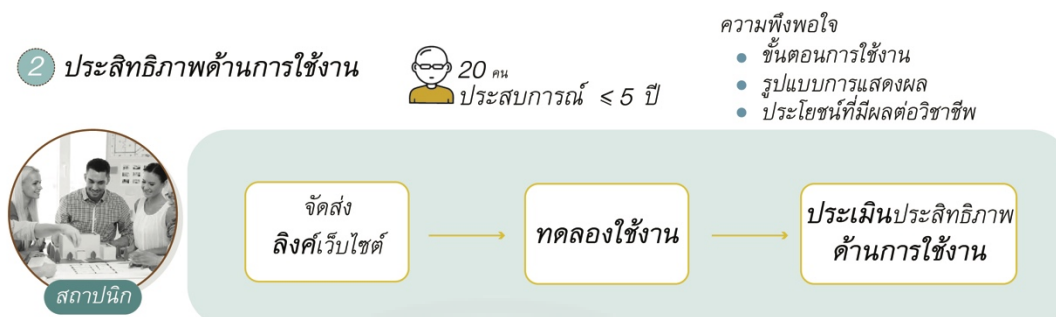 2 ประสิทธิภาพด้านการใช้งาน
20 คน
ประสบการณ์ ≤ 5 ปี
ความพึงพอใจ
ขั้นตอนการใช้งาน
รูปแบบการแสดงผล
ประโยชน์ที่มีผลต่อวิชาชีพ
สถาปนิก
จัดส่ง
ลิงค์เว็บไซต์
ทดลองใช้งาน
ประเมินประสิทธิภาพ
ด้านการใช้งาน